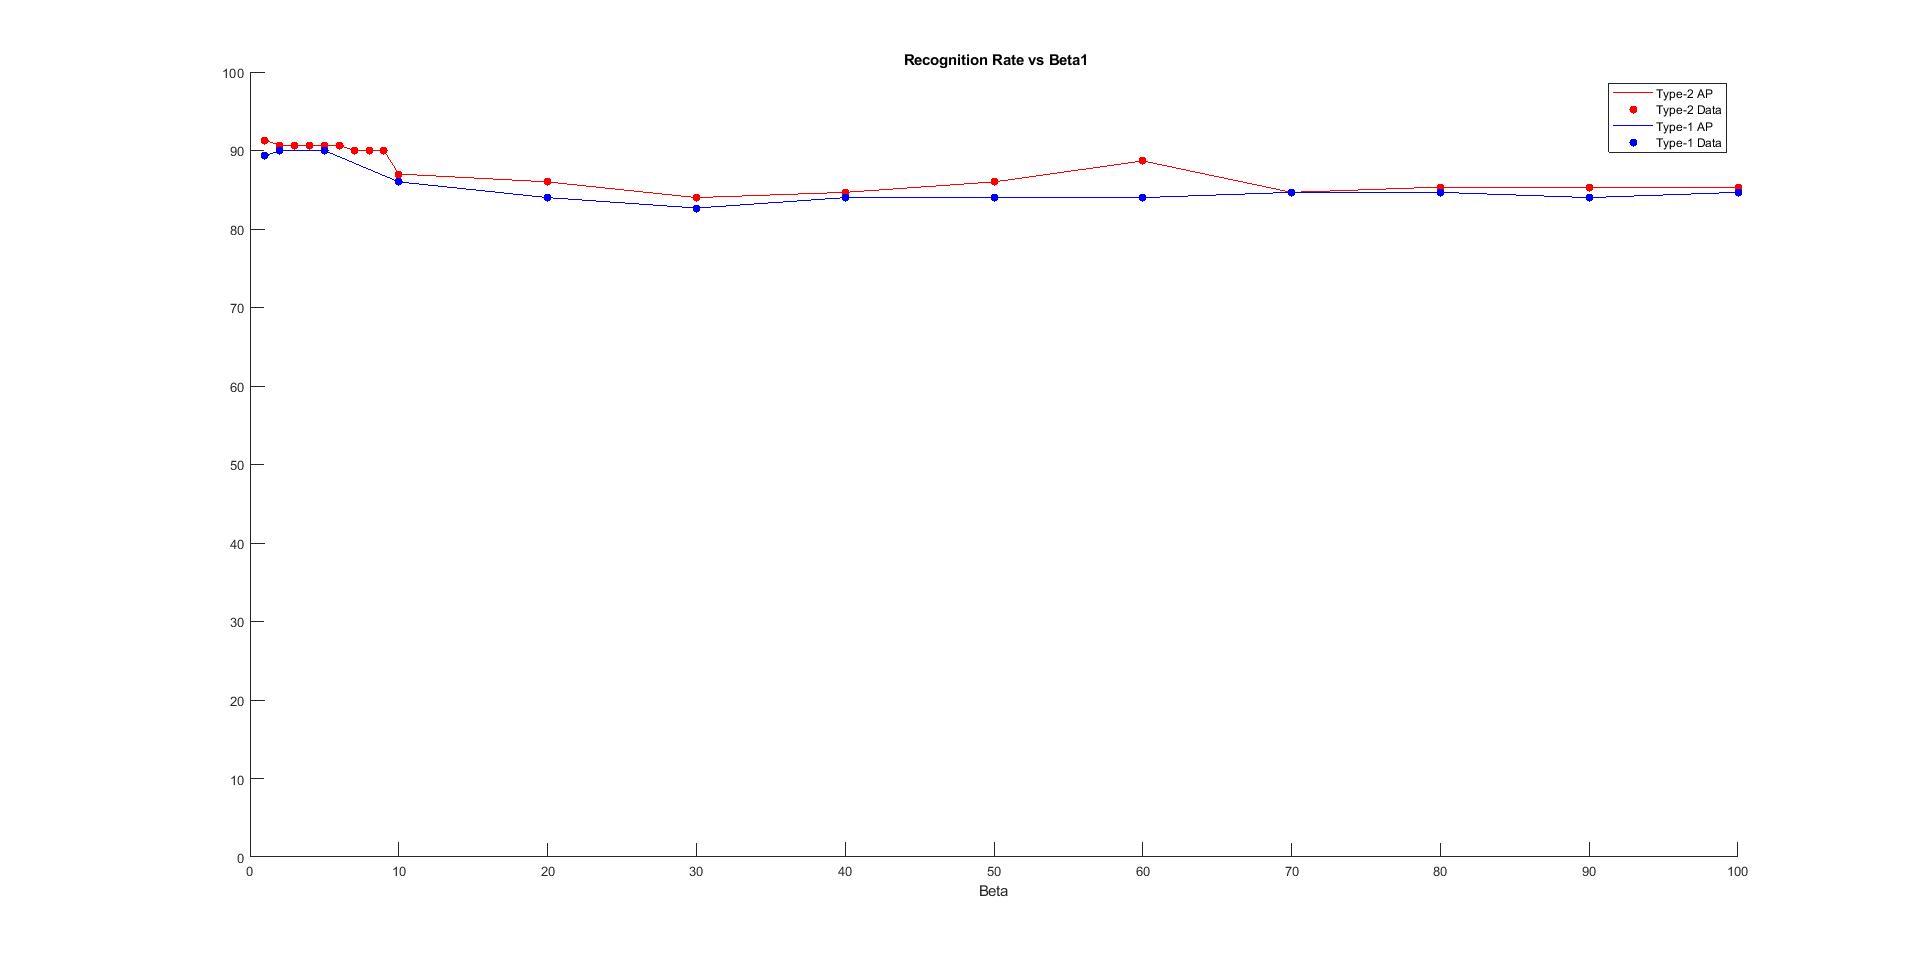 Recognition Rate vs Beta1
Type-2 AP
Type-2 Data
Type-1 AP
Type-1 Data
100
90
80
70
60
50
40
30
20
10
0
0 10 20 30 40 50 60 70 80 90 100
Beta